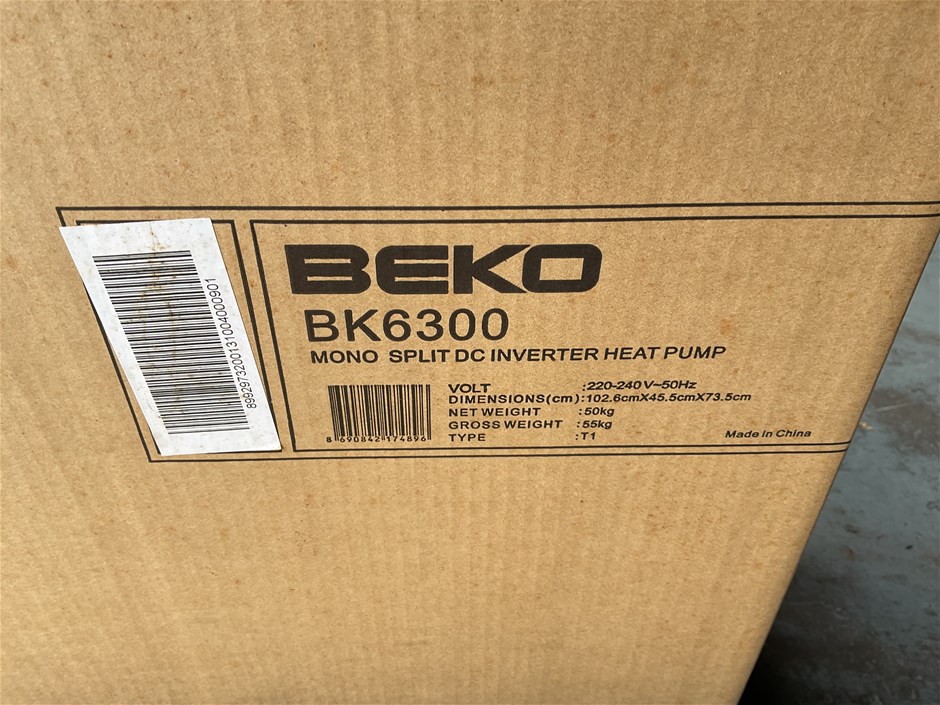 BEKO
BK6300
MONO SPLIT DC INVERTER HEAT PUMP
VOLT :220-240V~50Hz
DIMENSIONS(cm):102.6cmX45.5cmX73.5cm
NET WEIGHT :50kg
GROSS WEIGHT :55kg
TYPE :T1
8 690842 174896
Made in China
8992973200131004000901